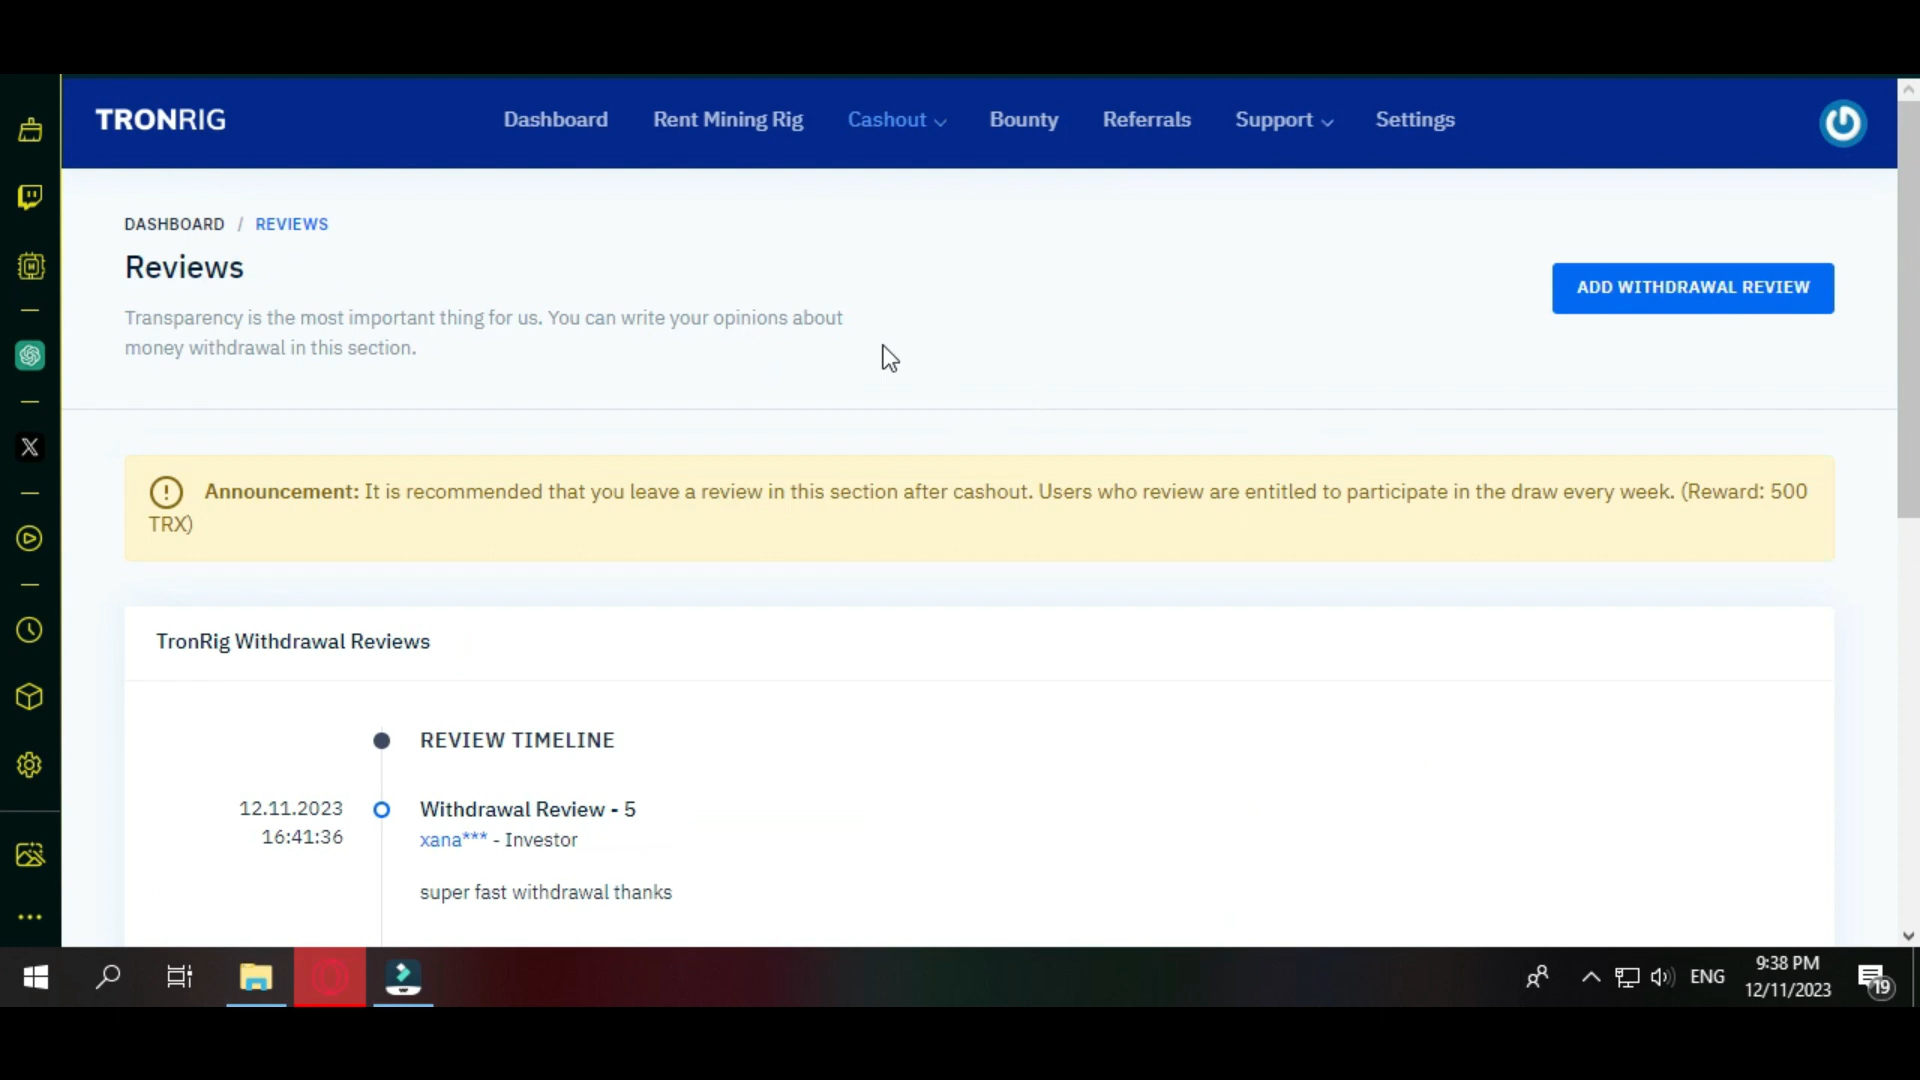 TRONRIG
Dashboard
Rent Mining Rig
Cashout
Bounty
Referrals
Support
Settings
DASHBOARD / REVIEWS
Reviews
Transparency is the most important thing for us. You can write your opinions about
money withdrawal in this section.
ADD WITHDRAWAL REVIEW
Announcement: It is recommended that you leave a review in this section after cashout. Users who review are entitled to participate in the draw every week. (Reward: 500
TRX)
TronRig Withdrawal Reviews
REVIEW TIMELINE
12.11.2023
16:41:36
Withdrawal Review - 5
xana*** - Investor
super fast withdrawal thanks
ENG
9:38 PM
12/11/2023
19